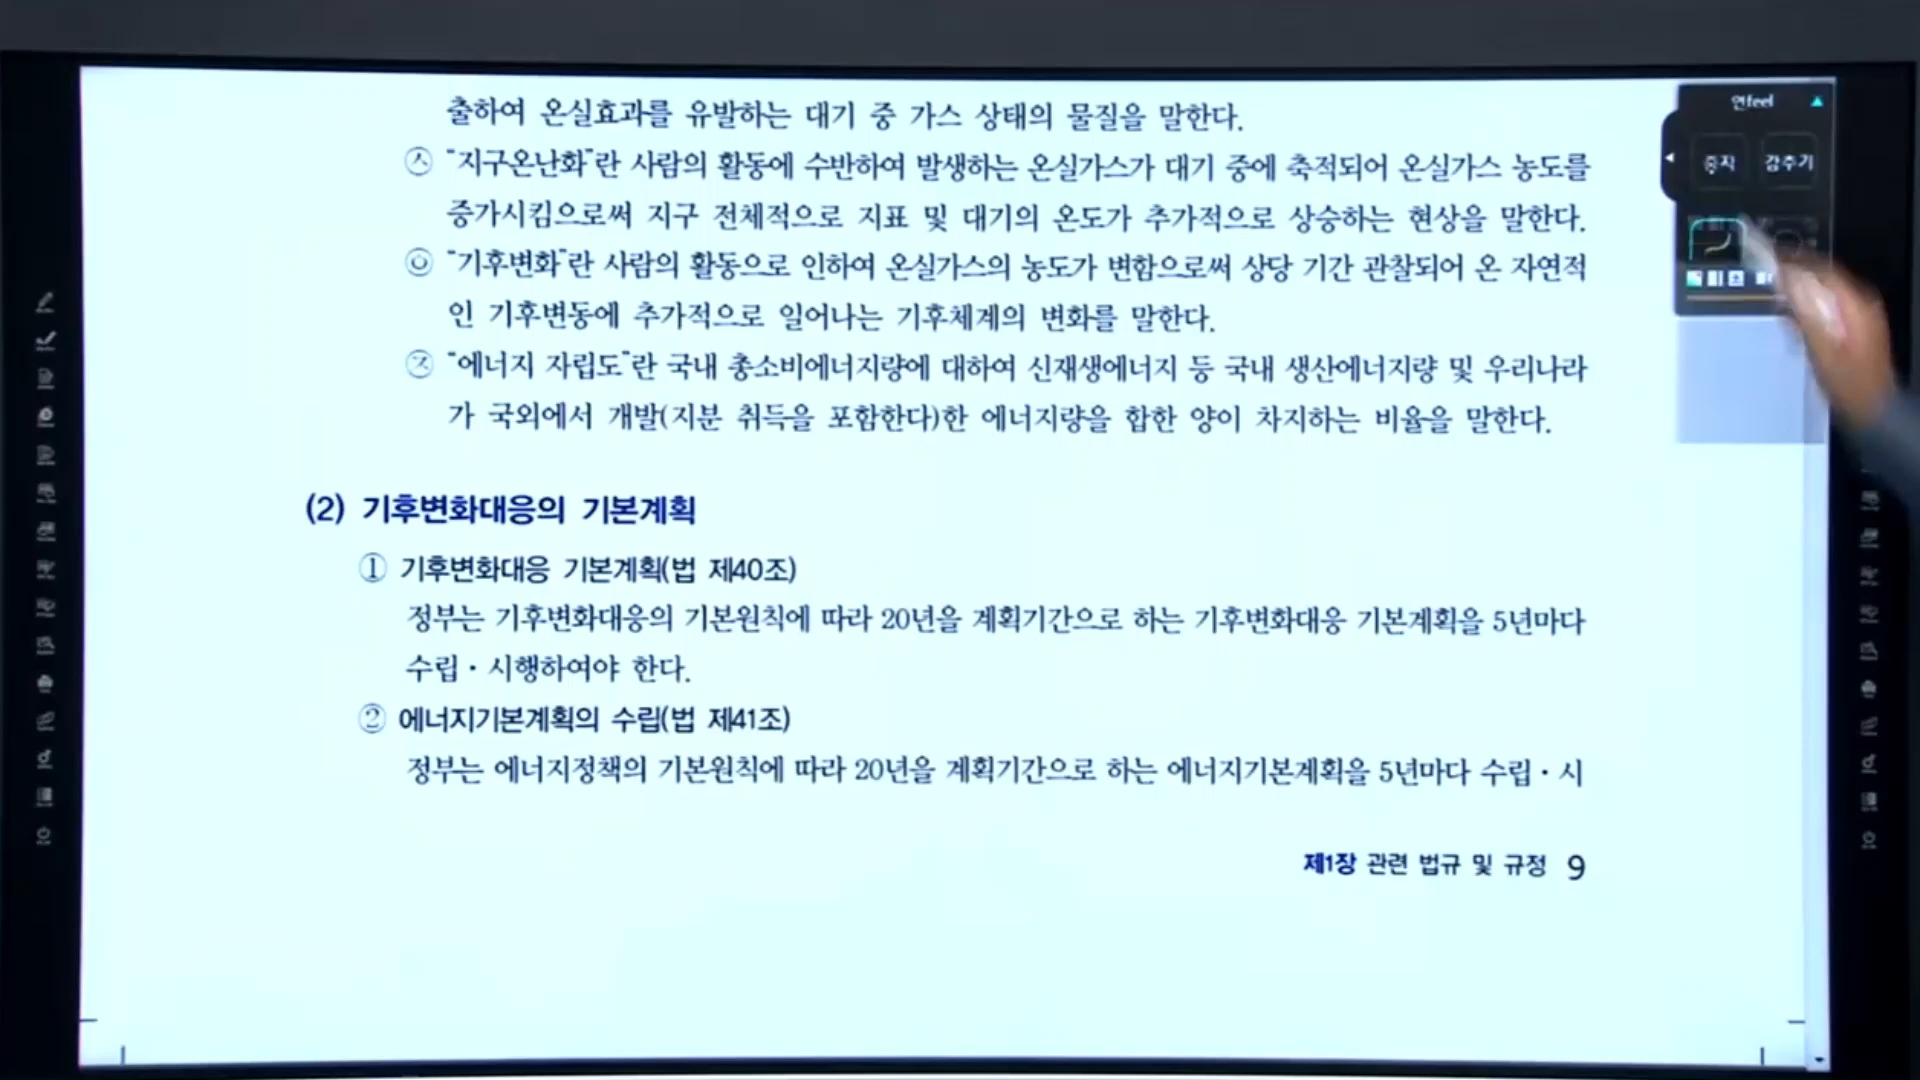 출하여 온실효과를 유발하는 대기 중 가스 상태의 물질을 말한다.
㉦ "지구온난화"란 사람의 활동에 수반하여 발생하는 온실가스가 대기 중에 축적되어 온실가스 농도를
증가시킴으로써 지구 전체적으로 지표 및 대기의 온도가 추가적으로 상승하는 현상을 말한다.
㉧ "기후변화"란 사람의 활동으로 인하여 온실가스의 농도가 변함으로써 상당 기간 관찰되어 온 자연적
인 기후변동에 추가적으로 일어나는 기후체계의 변화를 말한다.
㉨ "에너지 자립도"란 국내 총소비에너지량에 대하여 신재생에너지 등 국내 생산에너지량 및 우리나라
가 국외에서 개발(지분 취득을 포함한다)한 에너지량을 합한 양이 차지하는 비율을 말한다.
(2) 기후변화대응의 기본계획
① 기후변화대응 기본계획(법 제40조)
정부는 기후변화대응의 기본원칙에 따라 20년을 계획기간으로 하는 기후변화대응 기본계획을 5년마다
수립·시행하여야 한다.
② 에너지기본계획의 수립(법 제41조)
정부는 에너지정책의 기본원칙에 따라 20년을 계획기간으로 하는 에너지기본계획을 5년마다 수립·시
제1장 관련 법규 및 규정 9
연feel
중지 감추기